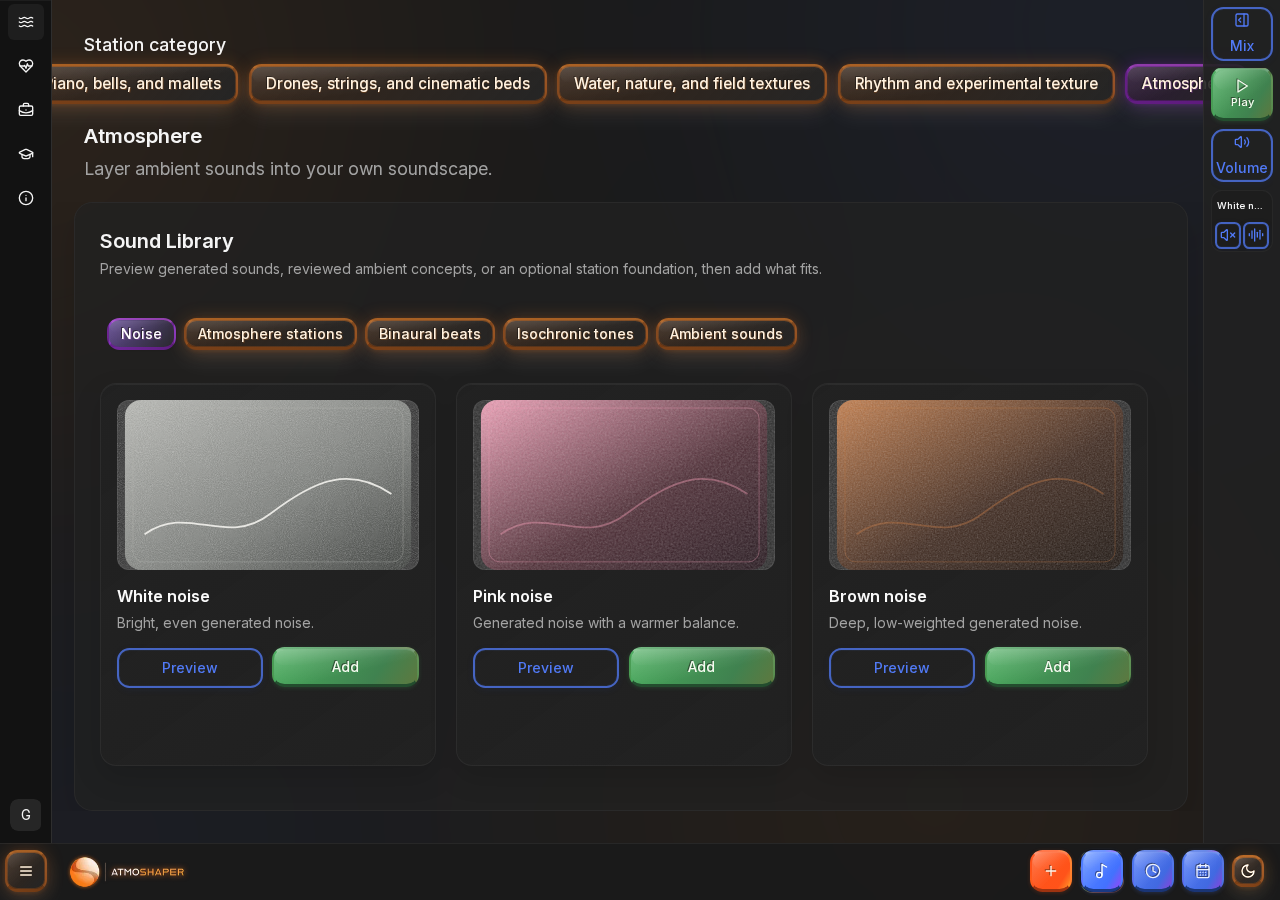 Station category
Piano, bells, and mallets
Drones, strings, and cinematic beds
Water, nature, and field textures
Rhythm and experimental texture
Atmosphere
Layer ambient sounds into your own soundscape.
Sound Library
Preview generated sounds, reviewed ambient concepts, or an optional station foundation, then add what fits.
Noise
Atmosphere stations
Binaural beats
Isochronic tones
Ambient sounds
White noise
Bright, even generated noise.
Preview
Add
Pink noise
Generated noise with a warmer balance.
Preview
Add
Brown noise
Deep, low-weighted generated noise.
Preview
Add
Mix
Play
Volume
White n...
G
ATMOSHAPER